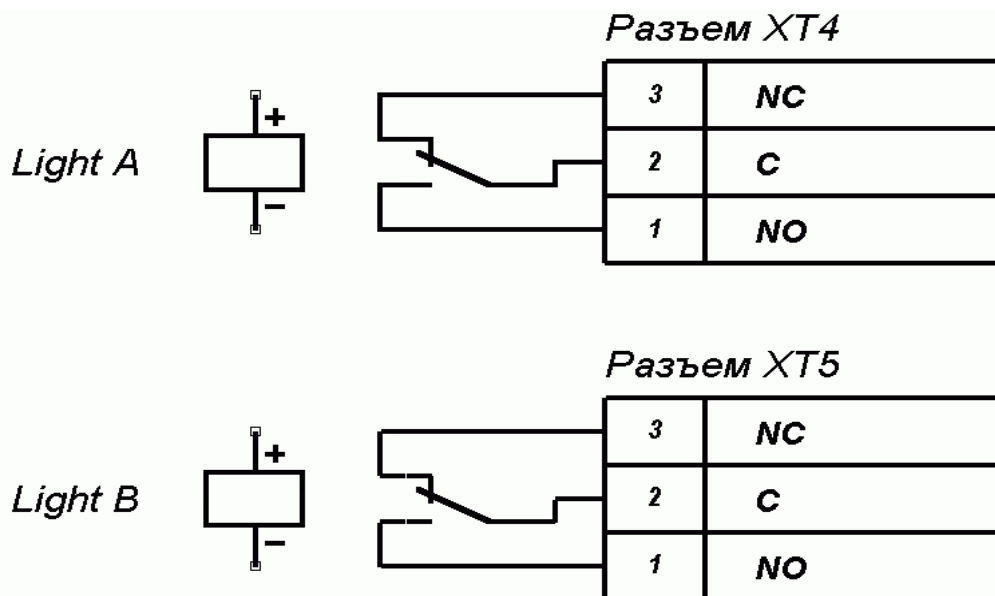 Разъем XT4
3 NC
+
Light A
2 C
−
1 NO
Разъем XT5
3 NC
+
Light B
2 C
−
1 NO